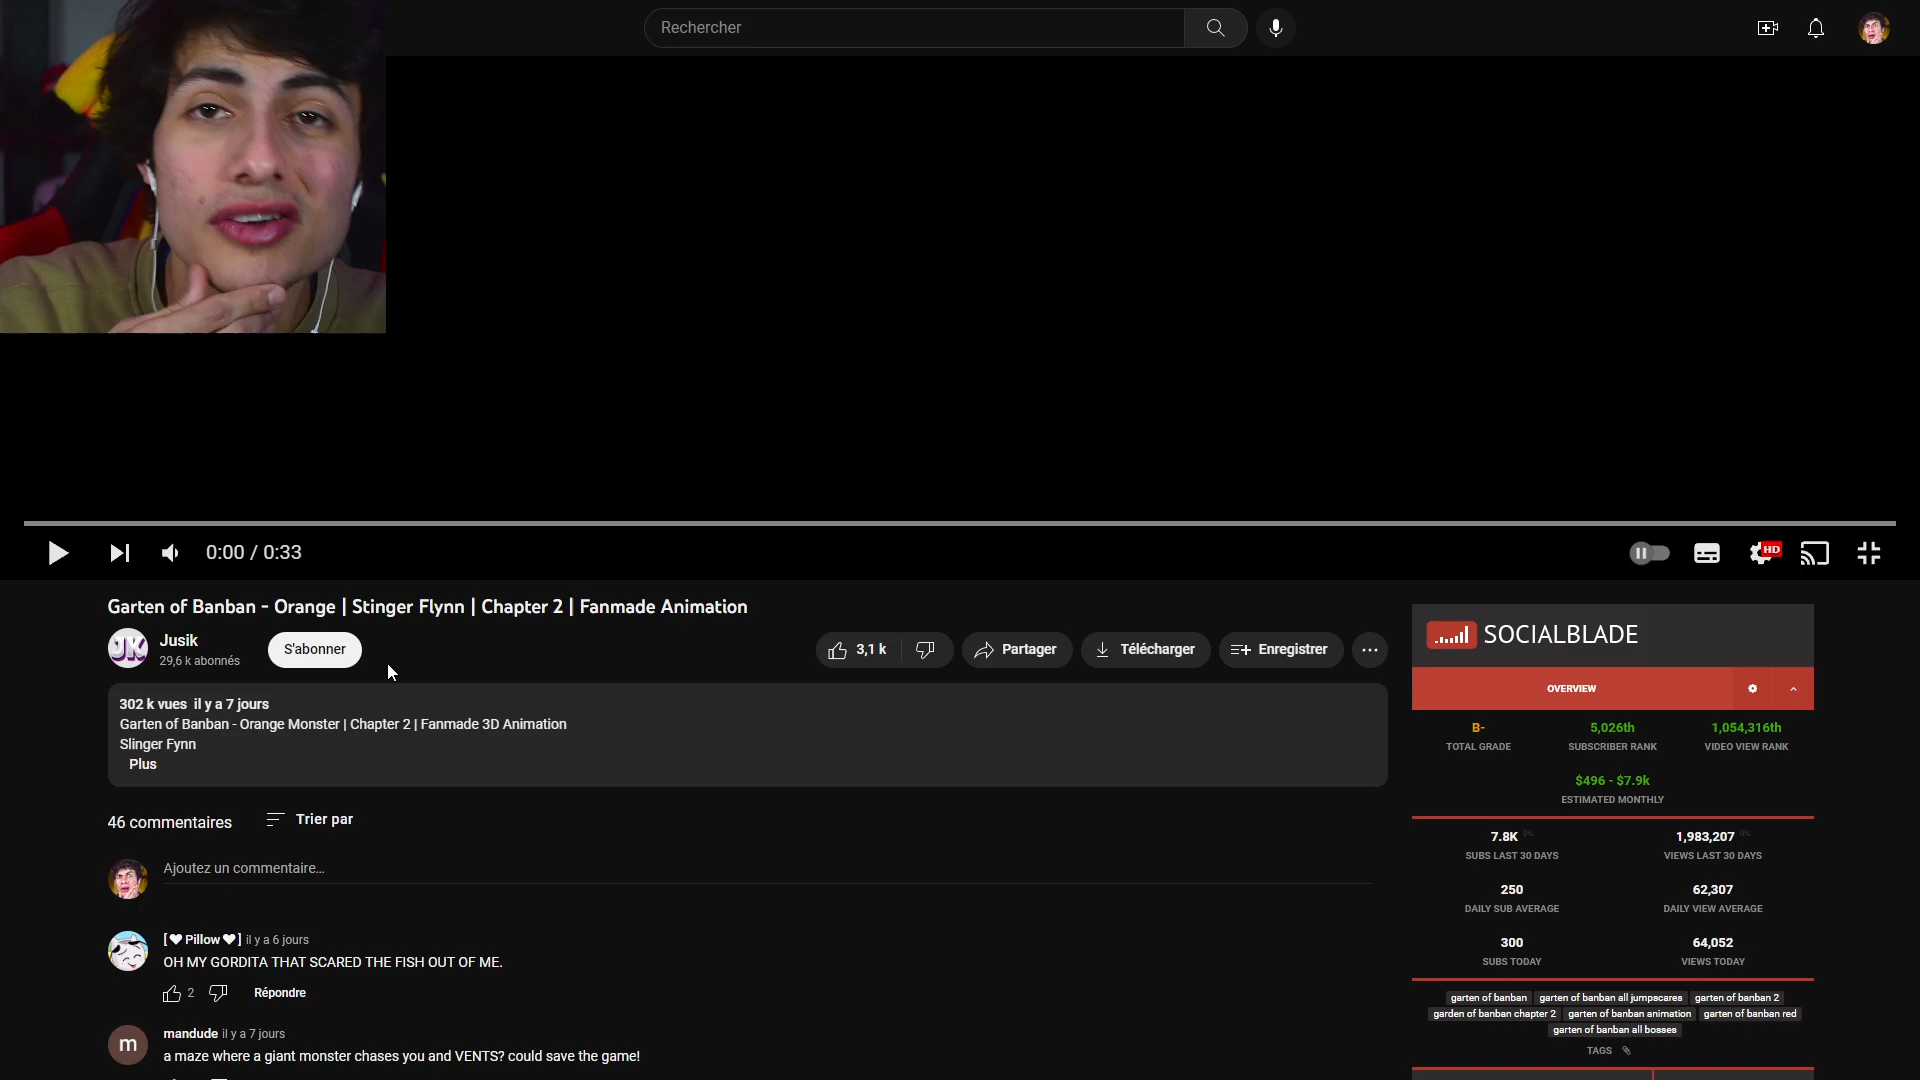 Rechercher
0:00 / 0:33
HD
Garten of Banban - Orange | Stinger Flynn | Chapter 2 | Fanmade Animation
JK
Jusik
29,6 k abonnés
S'abonner
3,1 k
Partager
Télécharger
Enregistrer
302 k vues il y a 7 jours
Garten of Banban - Orange Monster | Chapter 2 | Fanmade 3D Animation
Slinger Fynn
Plus
46 commentaires
Trier par
Ajoutez un commentaire...
[❤Pillow❤] il y a 6 jours
OH MY GORDITA THAT SCARED THE FISH OUT OF ME.
2
Répondre
m
mandude il y a 7 jours
a maze where a giant monster chases you and VENTS? could save the game!
SOCIALBLADE
OVERVIEW
B- 5,026th 1,054,316th
TOTAL GRADE SUBSCRIBER RANK VIDEO VIEW RANK
$496 - $7.9k
ESTIMATED MONTHLY
7.8K 0% 1,983,207 0%
SUBS LAST 30 DAYS VIEWS LAST 30 DAYS
250 62,307
DAILY SUB AVERAGE DAILY VIEW AVERAGE
300 64,052
SUBS TODAY VIEWS TODAY
garten of banban garten of banban all jumpscares garten of banban 2
garden of banban chapter 2 garten of banban animation garten of banban red
garten of banban all bosses
TAGS